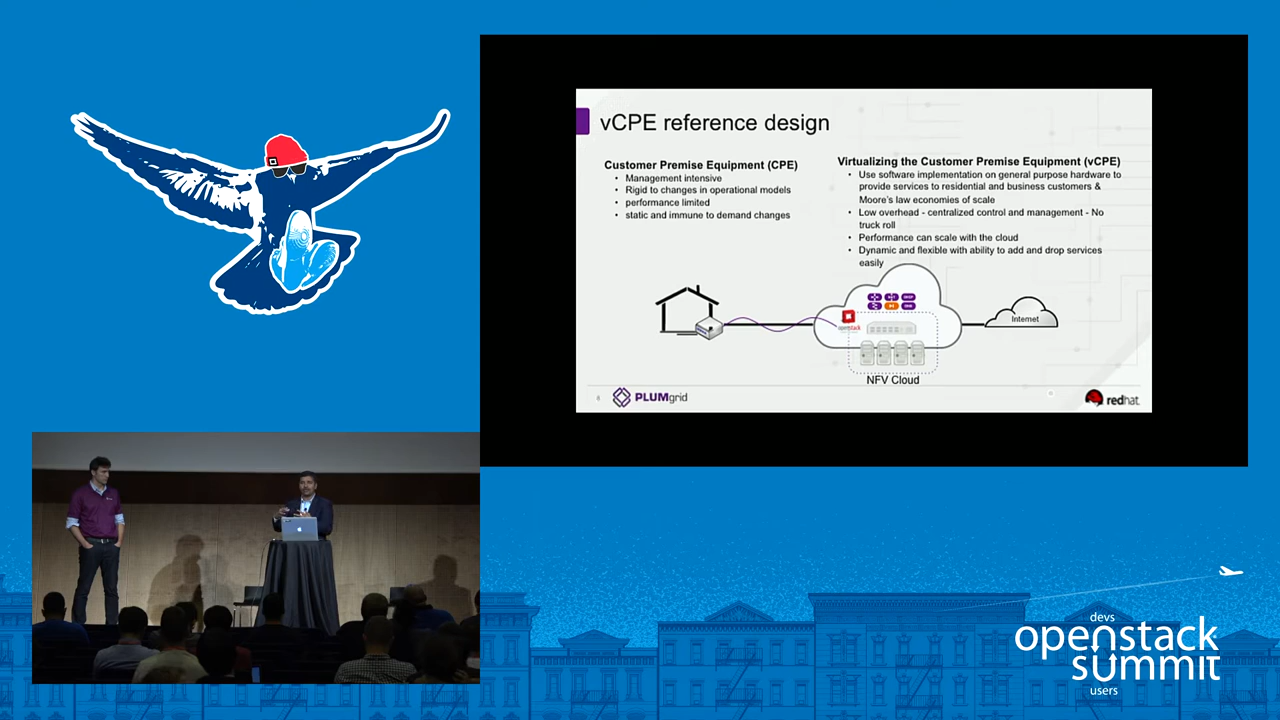 vCPE reference design
Customer Premise Equipment (CPE)
• Management intensive
• Rigid to changes in operational models
• performance limited
• static and immune to demand changes
Virtualizing the Customer Premise Equipment (vCPE)
• Use software implementation on general purpose hardware to
provide services to residential and business customers &
Moore's law economies of scale
• Low overhead - centralized control and management - No
truck roll
• Performance can scale with the cloud
• Dynamic and flexible with ability to add and drop services
easily
openstack
Internet
NFV Cloud
PLUMgrid
redhat.
devs
openstack
summit
users